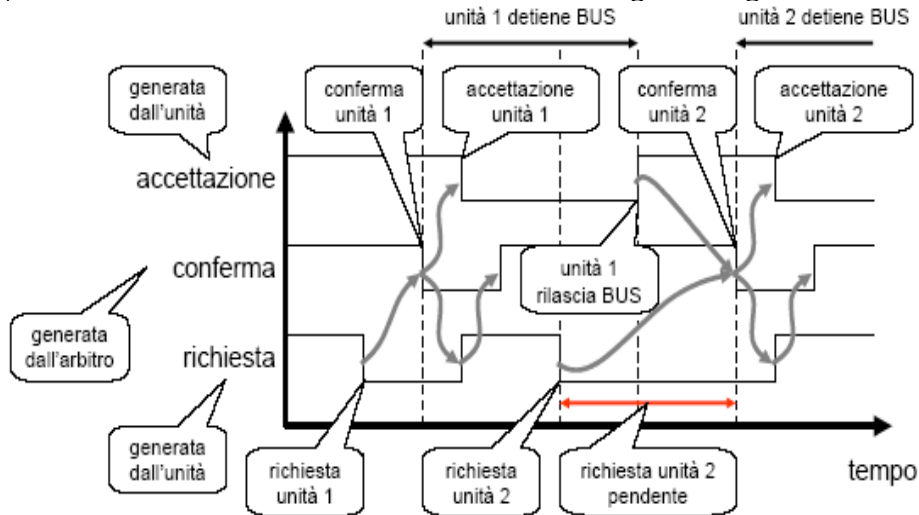 unità 1 detiene BUS
unità 2 detiene BUS
generata
dall'unità
conferma
unità 1
accettazione
unità 1
conferma
unità 2
accettazione
unità 2
accettazione
conferma
unità 1
rilascia BUS
generata
dall'arbitro
richiesta
generata
dall'unità
richiesta
unità 1
richiesta
unità 2
richiesta unità 2
pendente
tempo